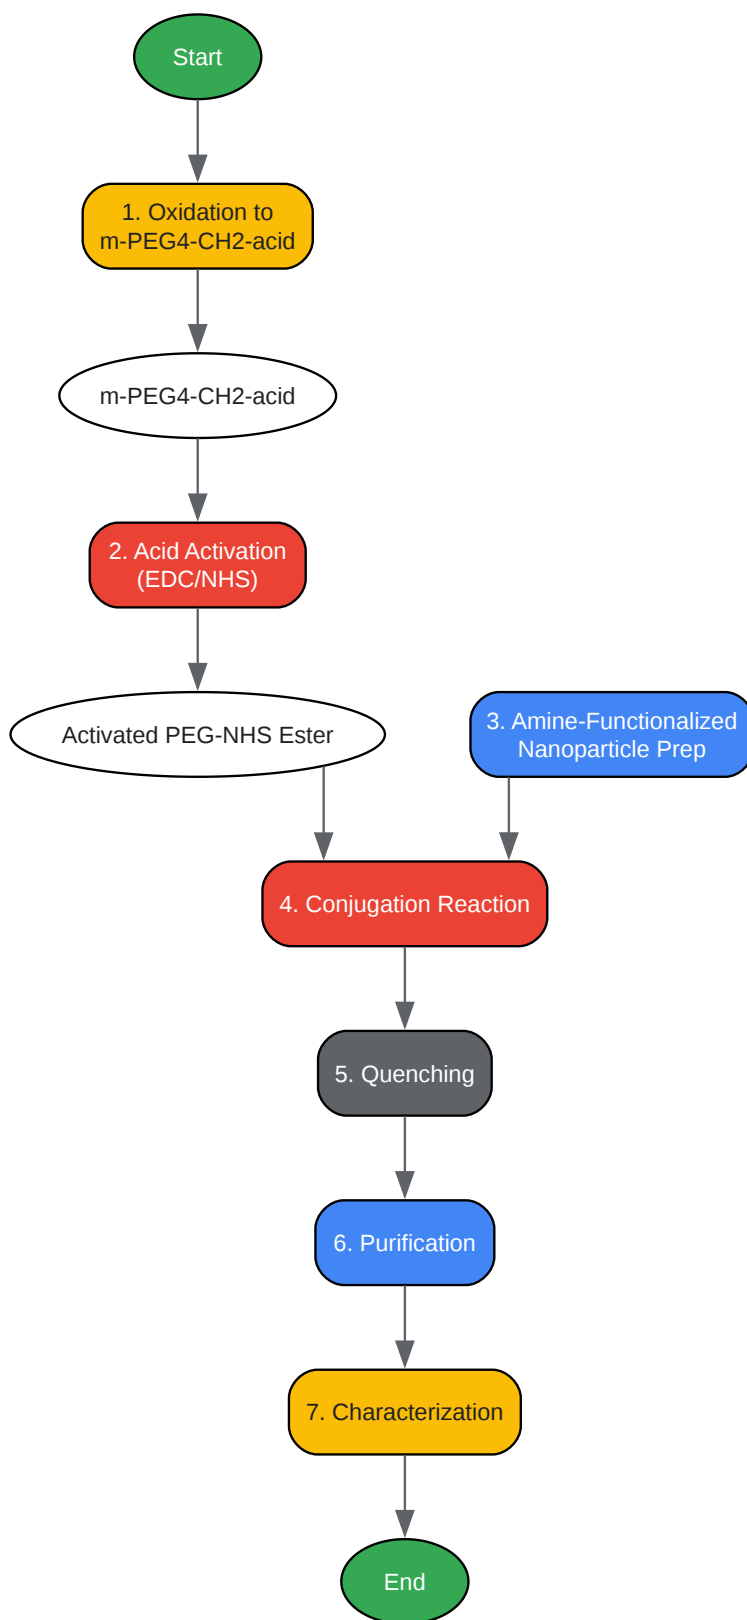 Start
1. Oxidation to
m-PEG4-CH2-acid
m-PEG4-CH2-acid
2. Acid Activation
(EDC/NHS)
Activated PEG-NHS Ester
3. Amine-Functionalized
Nanoparticle Prep
4. Conjugation Reaction
5. Quenching
6. Purification
7. Characterization
End